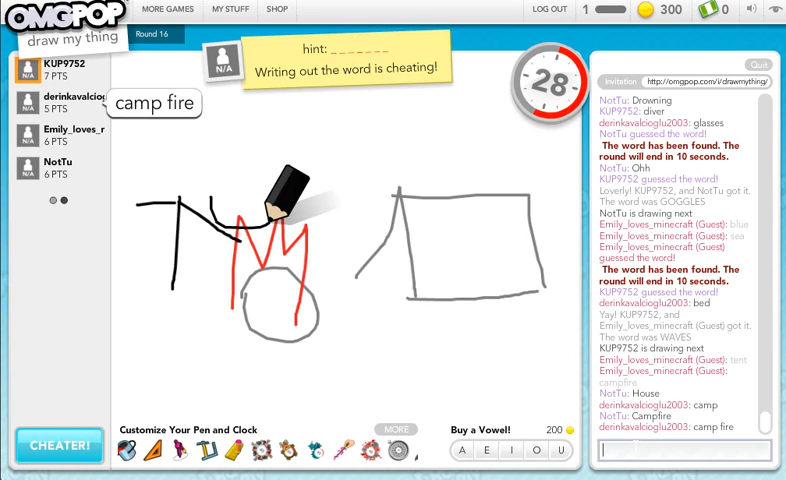 OMGPOP
draw my thing
MORE GAMES
MY STUFF
SHOP
LOG OUT
1
300
0
Round 16
hint: _ _ _ _ _ _ _
Writing out the word is cheating!
28
N/A
N/A
KUP9752
7 PTS
N/A
derinkavalciog
5 PTS
N/A
Emily_loves_r
6 PTS
N/A
NotTu
6 PTS
camp fire
Quit
Invitation
http://omgpop.com/i/drawmything/
NotTu: Drowning
KUP9752: diver
derinkavalcioglu2003: glasses
NotTu guessed the word!
The word has been found. The
round will end in 10 seconds.
NotTu: Ohh
KUP9752 guessed the word!
Loverly! KUP9752, and NotTu got it.
The word was GOGGLES
NotTu is drawing next
Emily_loves_minecraft (Guest): blue
Emily_loves_minecraft (Guest): sea
Emily_loves_minecraft (Guest)
guessed the word!
The word has been found. The
round will end in 10 seconds.
KUP9752 guessed the word!
derinkavalcioglu2003: bed
Yay! KUP9752, and
Emily_loves_minecraft (Guest) got it.
The word was WAVES
KUP9752 is drawing next
Emily_loves_minecraft (Guest): tent
Emily_loves_minecraft (Guest):
campfire
NotTu: House
derinkavalcioglu2003: camp
NotTu: Campfire
derinkavalcioglu2003: camp fire
Customize Your Pen and Clock
MORE
Buy a Vowel!
200
A E I O U
CHEATER!